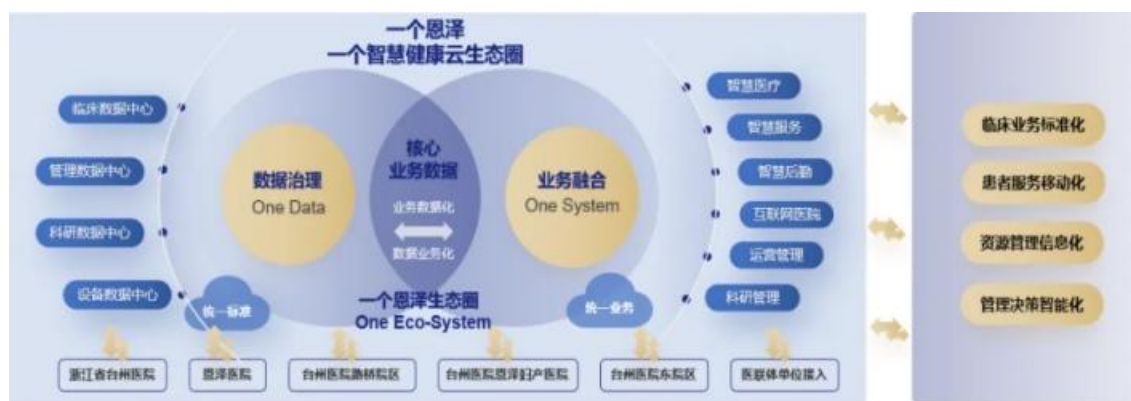 一个恩泽
一个智慧健康云生态圈
临床数据中心
管理数据中心
科研数据中心
设备数据中心
数据治理
One Data
核心
业务数据
业务数据化
数据业务化
业务融合
One System
智慧医疗
智慧服务
智慧后勤
互联网医院
运营管理
科研管理
统一标准
一个恩泽生态圈
One Eco-System
统一业务
浙江省台州医院
恩泽医院
台州医院路桥院区
台州医院恩泽妇产医院
台州医院东院区
医联体单位接入
临床业务标准化
患者服务移动化
资源管理信息化
管理决策智能化